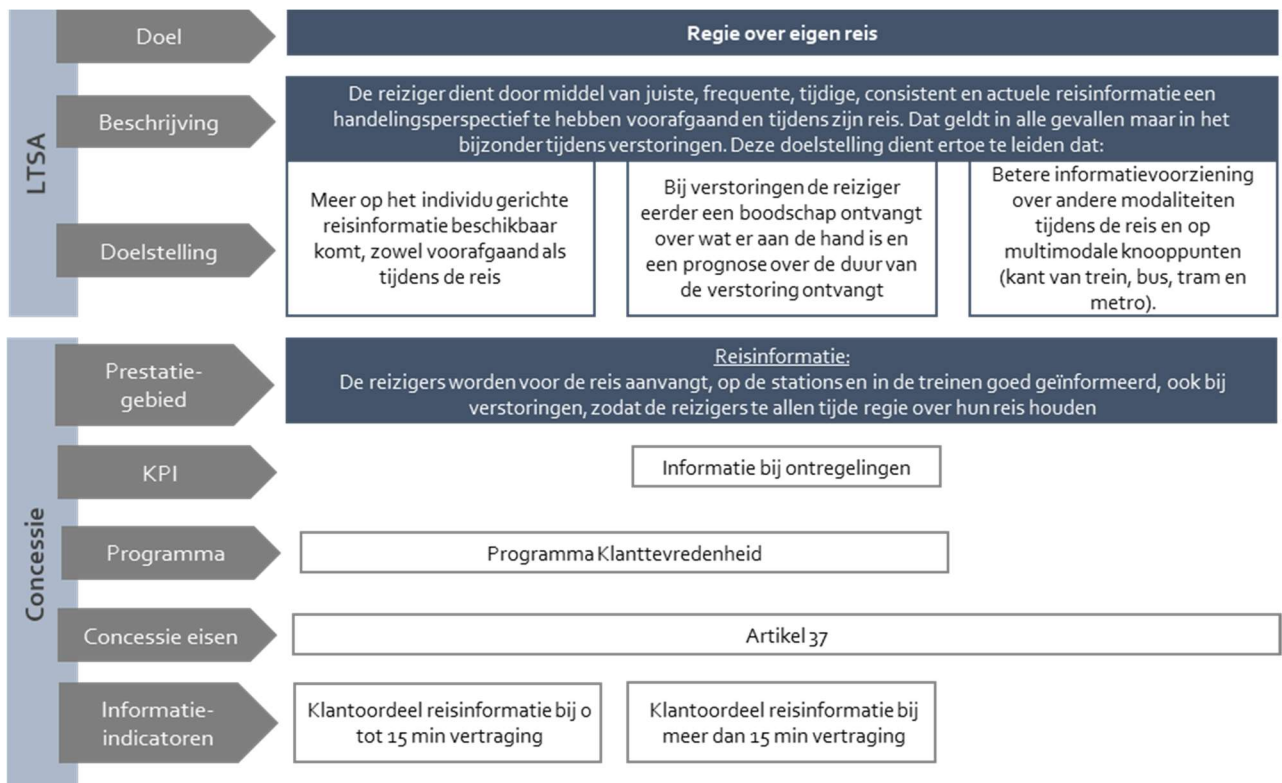 LTSA
Doel
Regie over eigen reis
Beschrijving
De reiziger dient door middel van juiste, frequente, tijdige, consistent en actuele reisinformatie een
handelingsperspectief te hebben voorafgaand en tijdens zijn reis. Dat geldt in alle gevallen maar in het
bijzonder tijdens verstoringen. Deze doelstelling dient ertoe te leiden dat:
Doelstelling
Meer op het individu gerichte
reisinformatie beschikbaar
komt, zowel voorafgaand als
tijdens de reis
Bij verstoringen de reiziger
eerder een boodschap ontvangt
over wat er aan de hand is en
een prognose over de duur van
de verstoring ontvangt
Betere informatievoorziening
over andere modaliteiten
tijdens de reis en op
multimodale knooppunten
(kant van trein, bus, tram en
metro).
Concessie
Prestatie-
gebied
Reisinformatie:
De reizigers worden voor de reis aanvangt, op de stations en in de treinen goed geïnformeerd, ook bij
verstoringen, zodat de reizigers te allen tijde regie over hun reis houden
KPI
Informatie bij ontregelingen
Programma
Programma Klanttevredenheid
Concessie eisen
Artikel 37
Informatie-
indicatoren
Klantoordeel reisinformatie bij 0
tot 15 min vertraging
Klantoordeel reisinformatie bij
meer dan 15 min vertraging